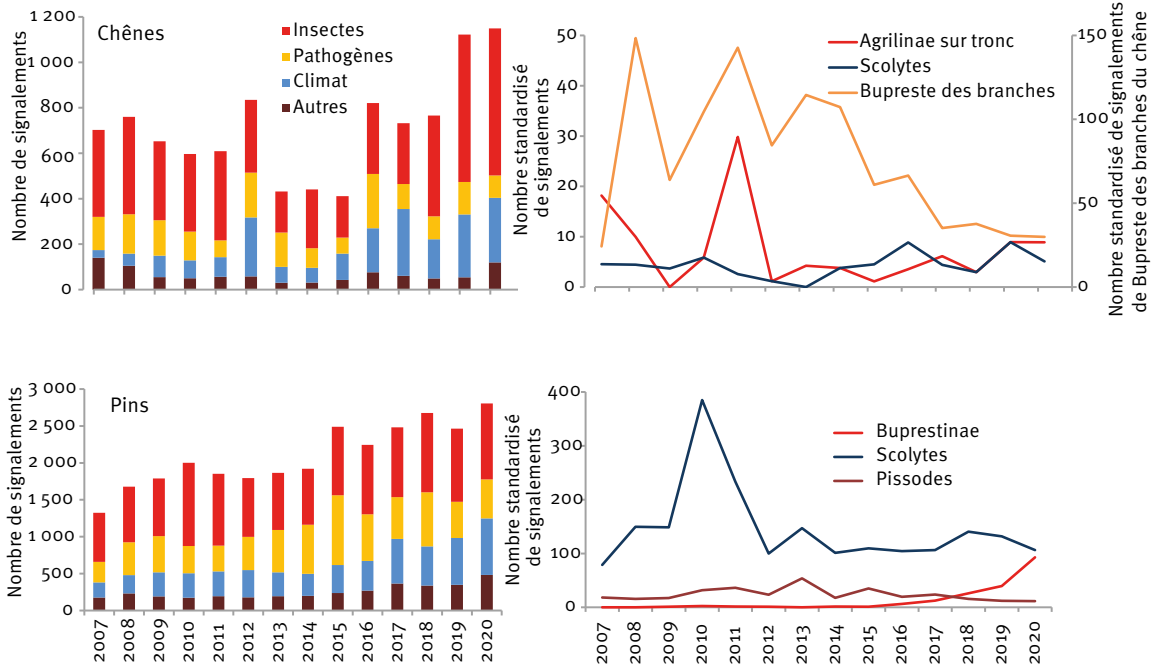 Chênes
Insectes
Pathogènes
Climat
Autres
Nombre de signalements
1 200
1 000
800
600
400
200
0
Agrilinae sur tronc
Scolytes
Bupreste des branches
Nombre standardisé
de signalements
50
40
30
20
10
0
150
100
50
0
Nombre standardisé de signalements
de Bupreste des branches du chêne
Pins
Nombre de signalements
3 000
2 500
2 000
1 500
1 000
500
0
2007
2008
2009
2010
2011
2012
2013
2014
2015
2016
2017
2018
2019
2020
Buprestinae
Scolytes
Pissodes
Nombre standardisé
de signalements
400
300
200
100
0
2007
2008
2009
2010
2011
2012
2013
2014
2015
2016
2017
2018
2019
2020